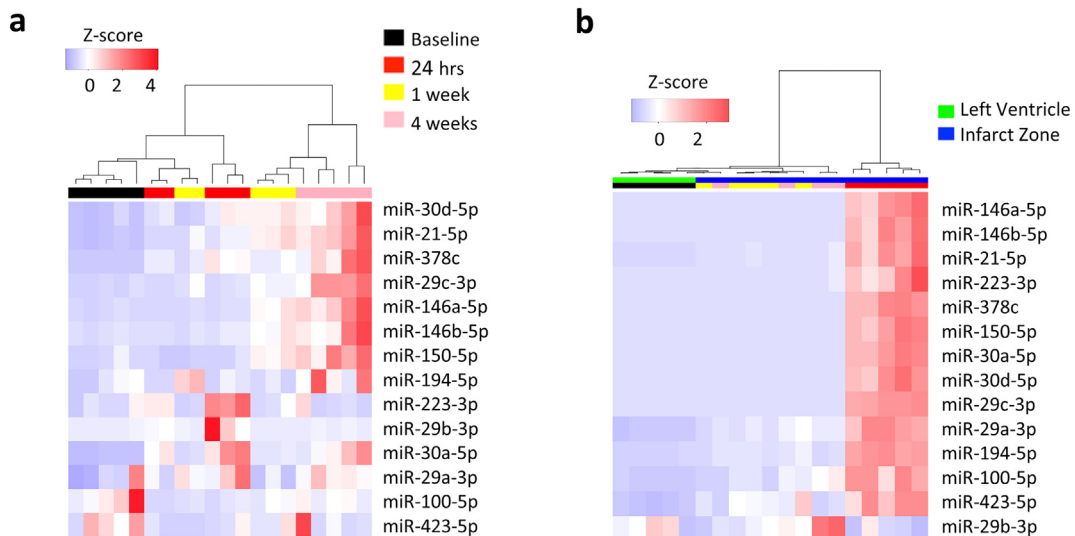 a
Z-score
0 2 4
Baseline
24 hrs
1 week
4 weeks
miR-30d-5p
miR-21-5p
miR-378c
miR-29c-3p
miR-146a-5p
miR-146b-5p
miR-150-5p
miR-194-5p
miR-223-3p
miR-29b-3p
miR-30a-5p
miR-29a-3p
miR-100-5p
miR-423-5p
b
Z-score
0 2
Left Ventricle
Infarct Zone
miR-146a-5p
miR-146b-5p
miR-21-5p
miR-223-3p
miR-378c
miR-150-5p
miR-30a-5p
miR-30d-5p
miR-29c-3p
miR-29a-3p
miR-194-5p
miR-100-5p
miR-423-5p
miR-29b-3p